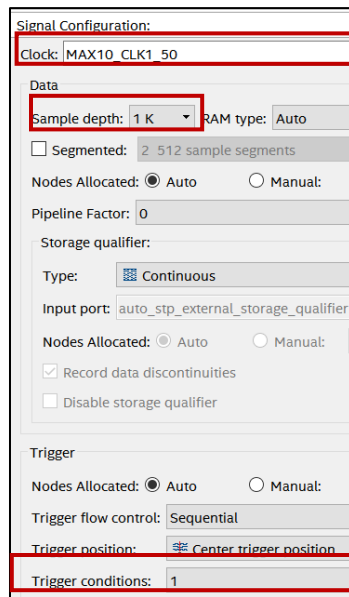 Signal Configuration:
Clock: MAX10_CLK1_50
Data
Sample depth: 1 K RAM type: Auto
Segmented: 2 512 sample segments
Nodes Allocated: Auto Manual:
Pipeline Factor: 0
Storage qualifier:
Type: Continuous
Input port: auto_stp_external_storage_qualifier
Nodes Allocated: Auto Manual:
Record data discontinuities
Disable storage qualifier
Trigger
Nodes Allocated: Auto Manual:
Trigger flow control: Sequential
Trigger position: Center trigger position
Trigger conditions: 1